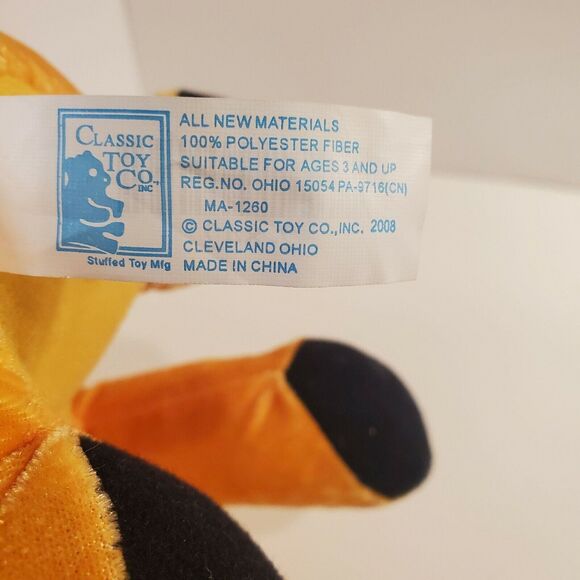 CLASSIC
TOY
CO., INC
Stuffed Toy Mfg
ALL NEW MATERIALS
100% POLYESTER FIBER
SUITABLE FOR AGES 3 AND UP
REG.NO. OHIO 15054 PA-9716(CN)
MA-1260
© CLASSIC TOY CO.,INC. 2008
CLEVELAND OHIO
MADE IN CHINA